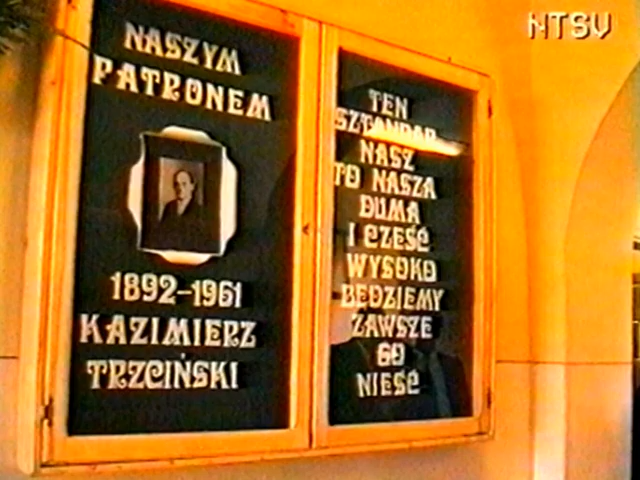 NTSV
NASZYM
PATRONEM
1892-1961
KAZIMIERZ
TRZCIŃSKI
TEN
SZTANDAR
NASZ
TO NASZA
DUMA
I CZEŚĆ
WYSOKO
BĘDZIEMY
ZAWSZE
GO
NIEŚĆ